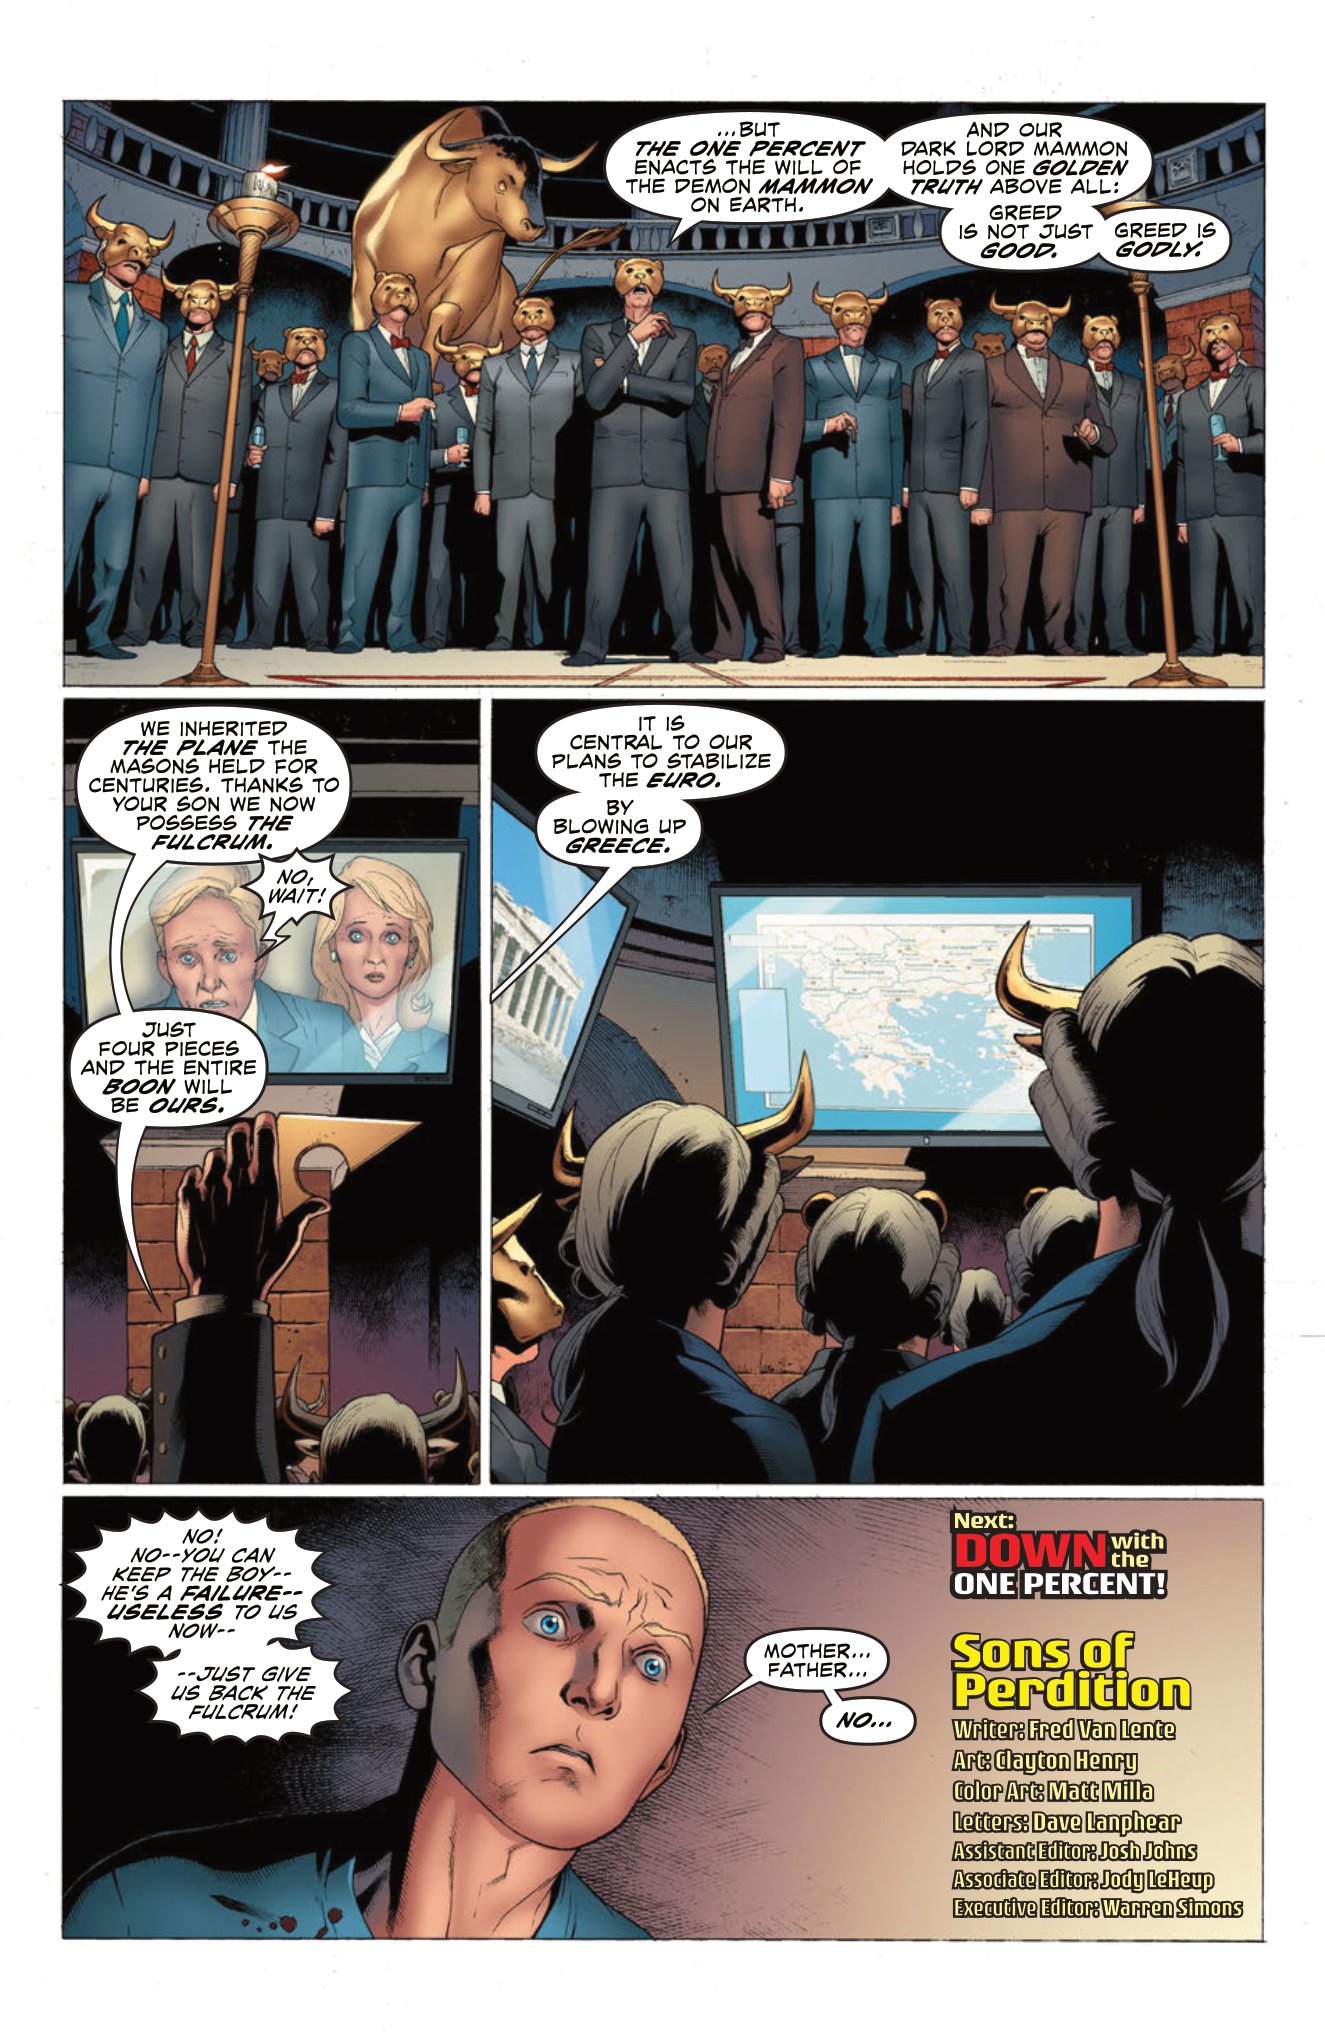 ...BUT
THE ONE PERCENT
ENACTS THE WILL OF
THE DEMON MAMMON
ON EARTH.
AND OUR
DARK LORD MAMMON
HOLDS ONE GOLDEN
TRUTH ABOVE ALL:
GREED
IS NOT JUST
GOOD.
GREED IS
GODLY.
WE INHERITED
THE PLANE THE
MASONS HELD FOR
CENTURIES. THANKS TO
YOUR SON WE NOW
POSSESS THE
FULCRUM.
NO,
WAIT!
JUST
FOUR PIECES
AND THE ENTIRE
BOON WILL
BE OURS.
IT IS
CENTRAL TO OUR
PLANS TO STABILIZE
THE EURO.
BY
BLOWING UP
GREECE.
NO!
NO--YOU CAN
KEEP THE BOY--
HE'S A FAILURE--
USELESS TO US
NOW--
--JUST GIVE
US BACK THE
FULCRUM!
MOTHER...
FATHER...
NO...
Next:
DOWN with
the
ONE PERCENT!
Sons of
Perdition
Writer: Fred Van Lente
Art: Clayton Henry
Color Art: Matt Milla
Letters: Dave Lanphear
Assistant Editor: Josh Johns
Associate Editor: Jody LeHeup
Executive Editor: Warren Simons